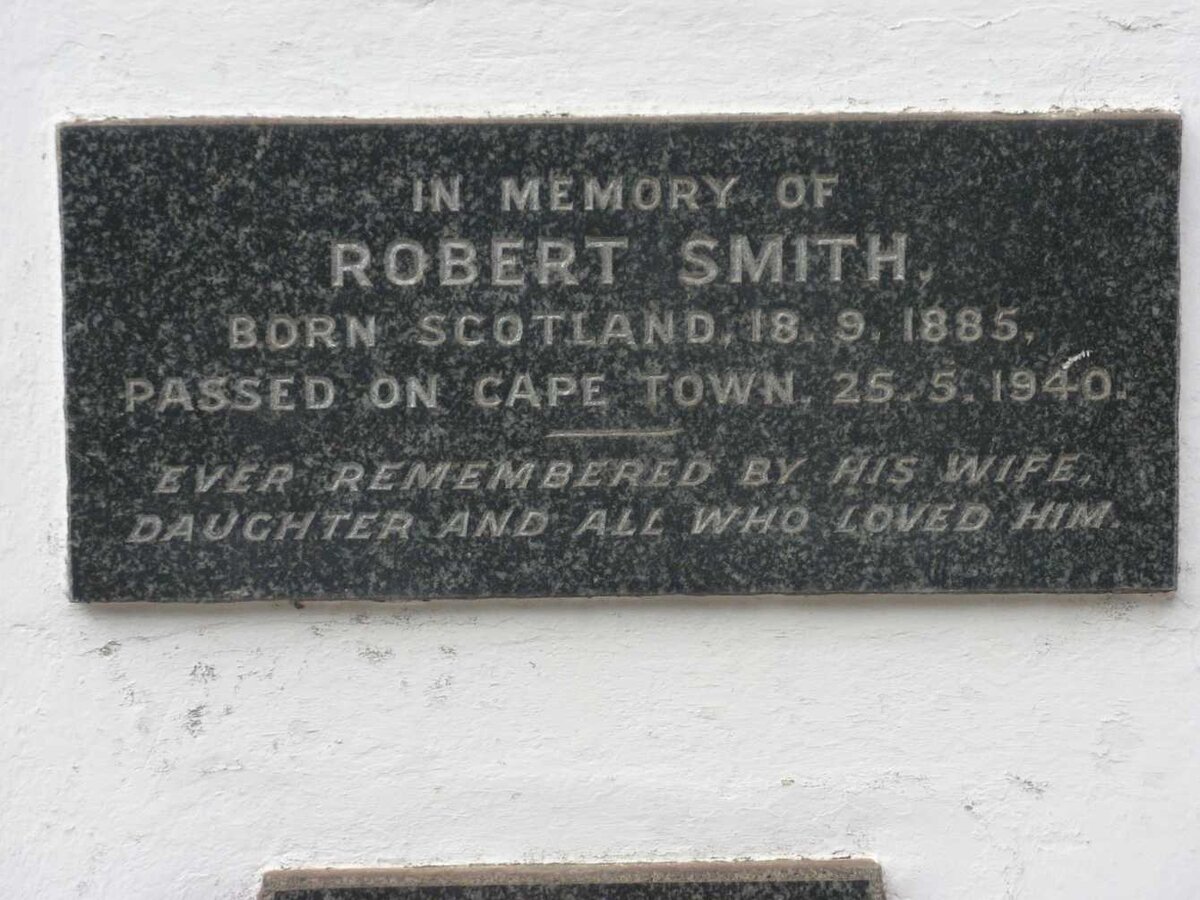 IN MEMORY OF
ROBERT SMITH,
BORN SCOTLAND, 18. 9. 1885,
PASSED ON CAPE TOWN. 25. 5. 1940.
EVER REMEMBERED BY HIS WIFE,
DAUGHTER AND ALL WHO LOVED HIM.